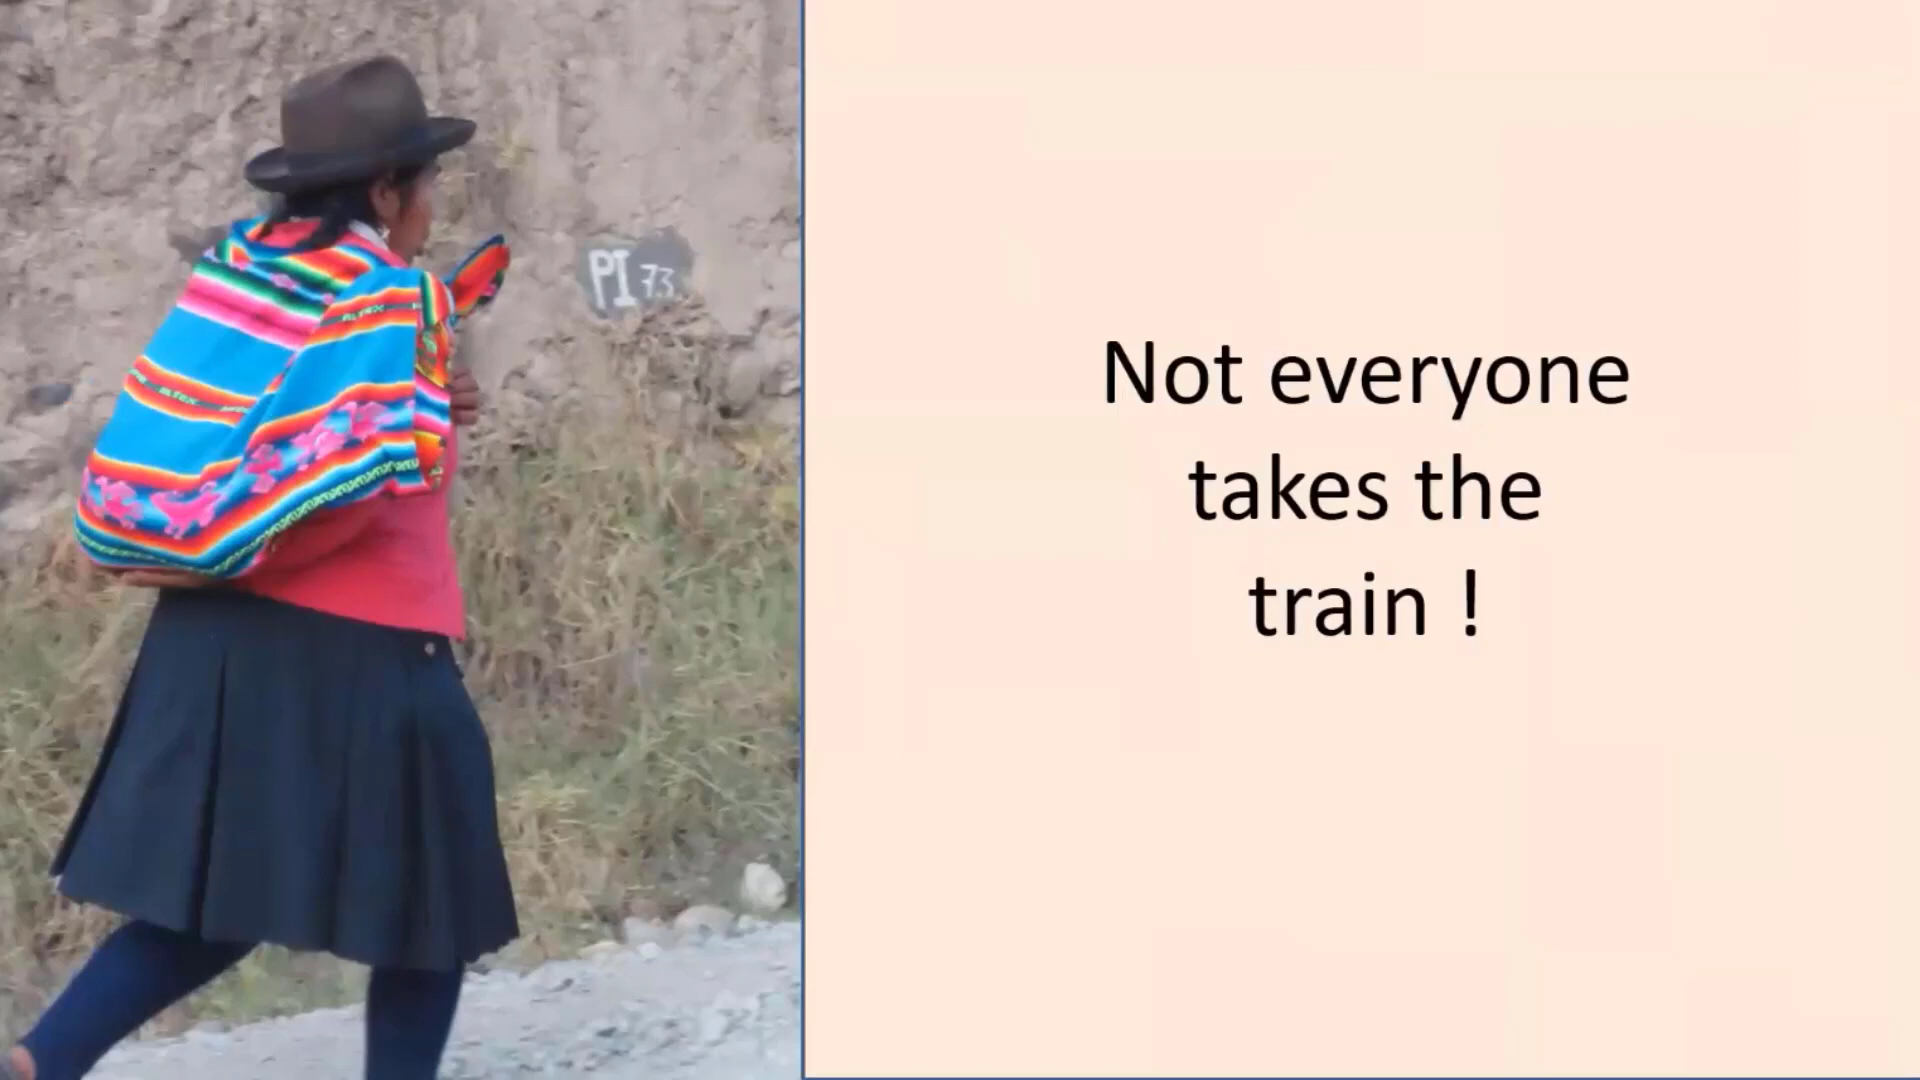 PI 73
Not everyone
takes the
train !